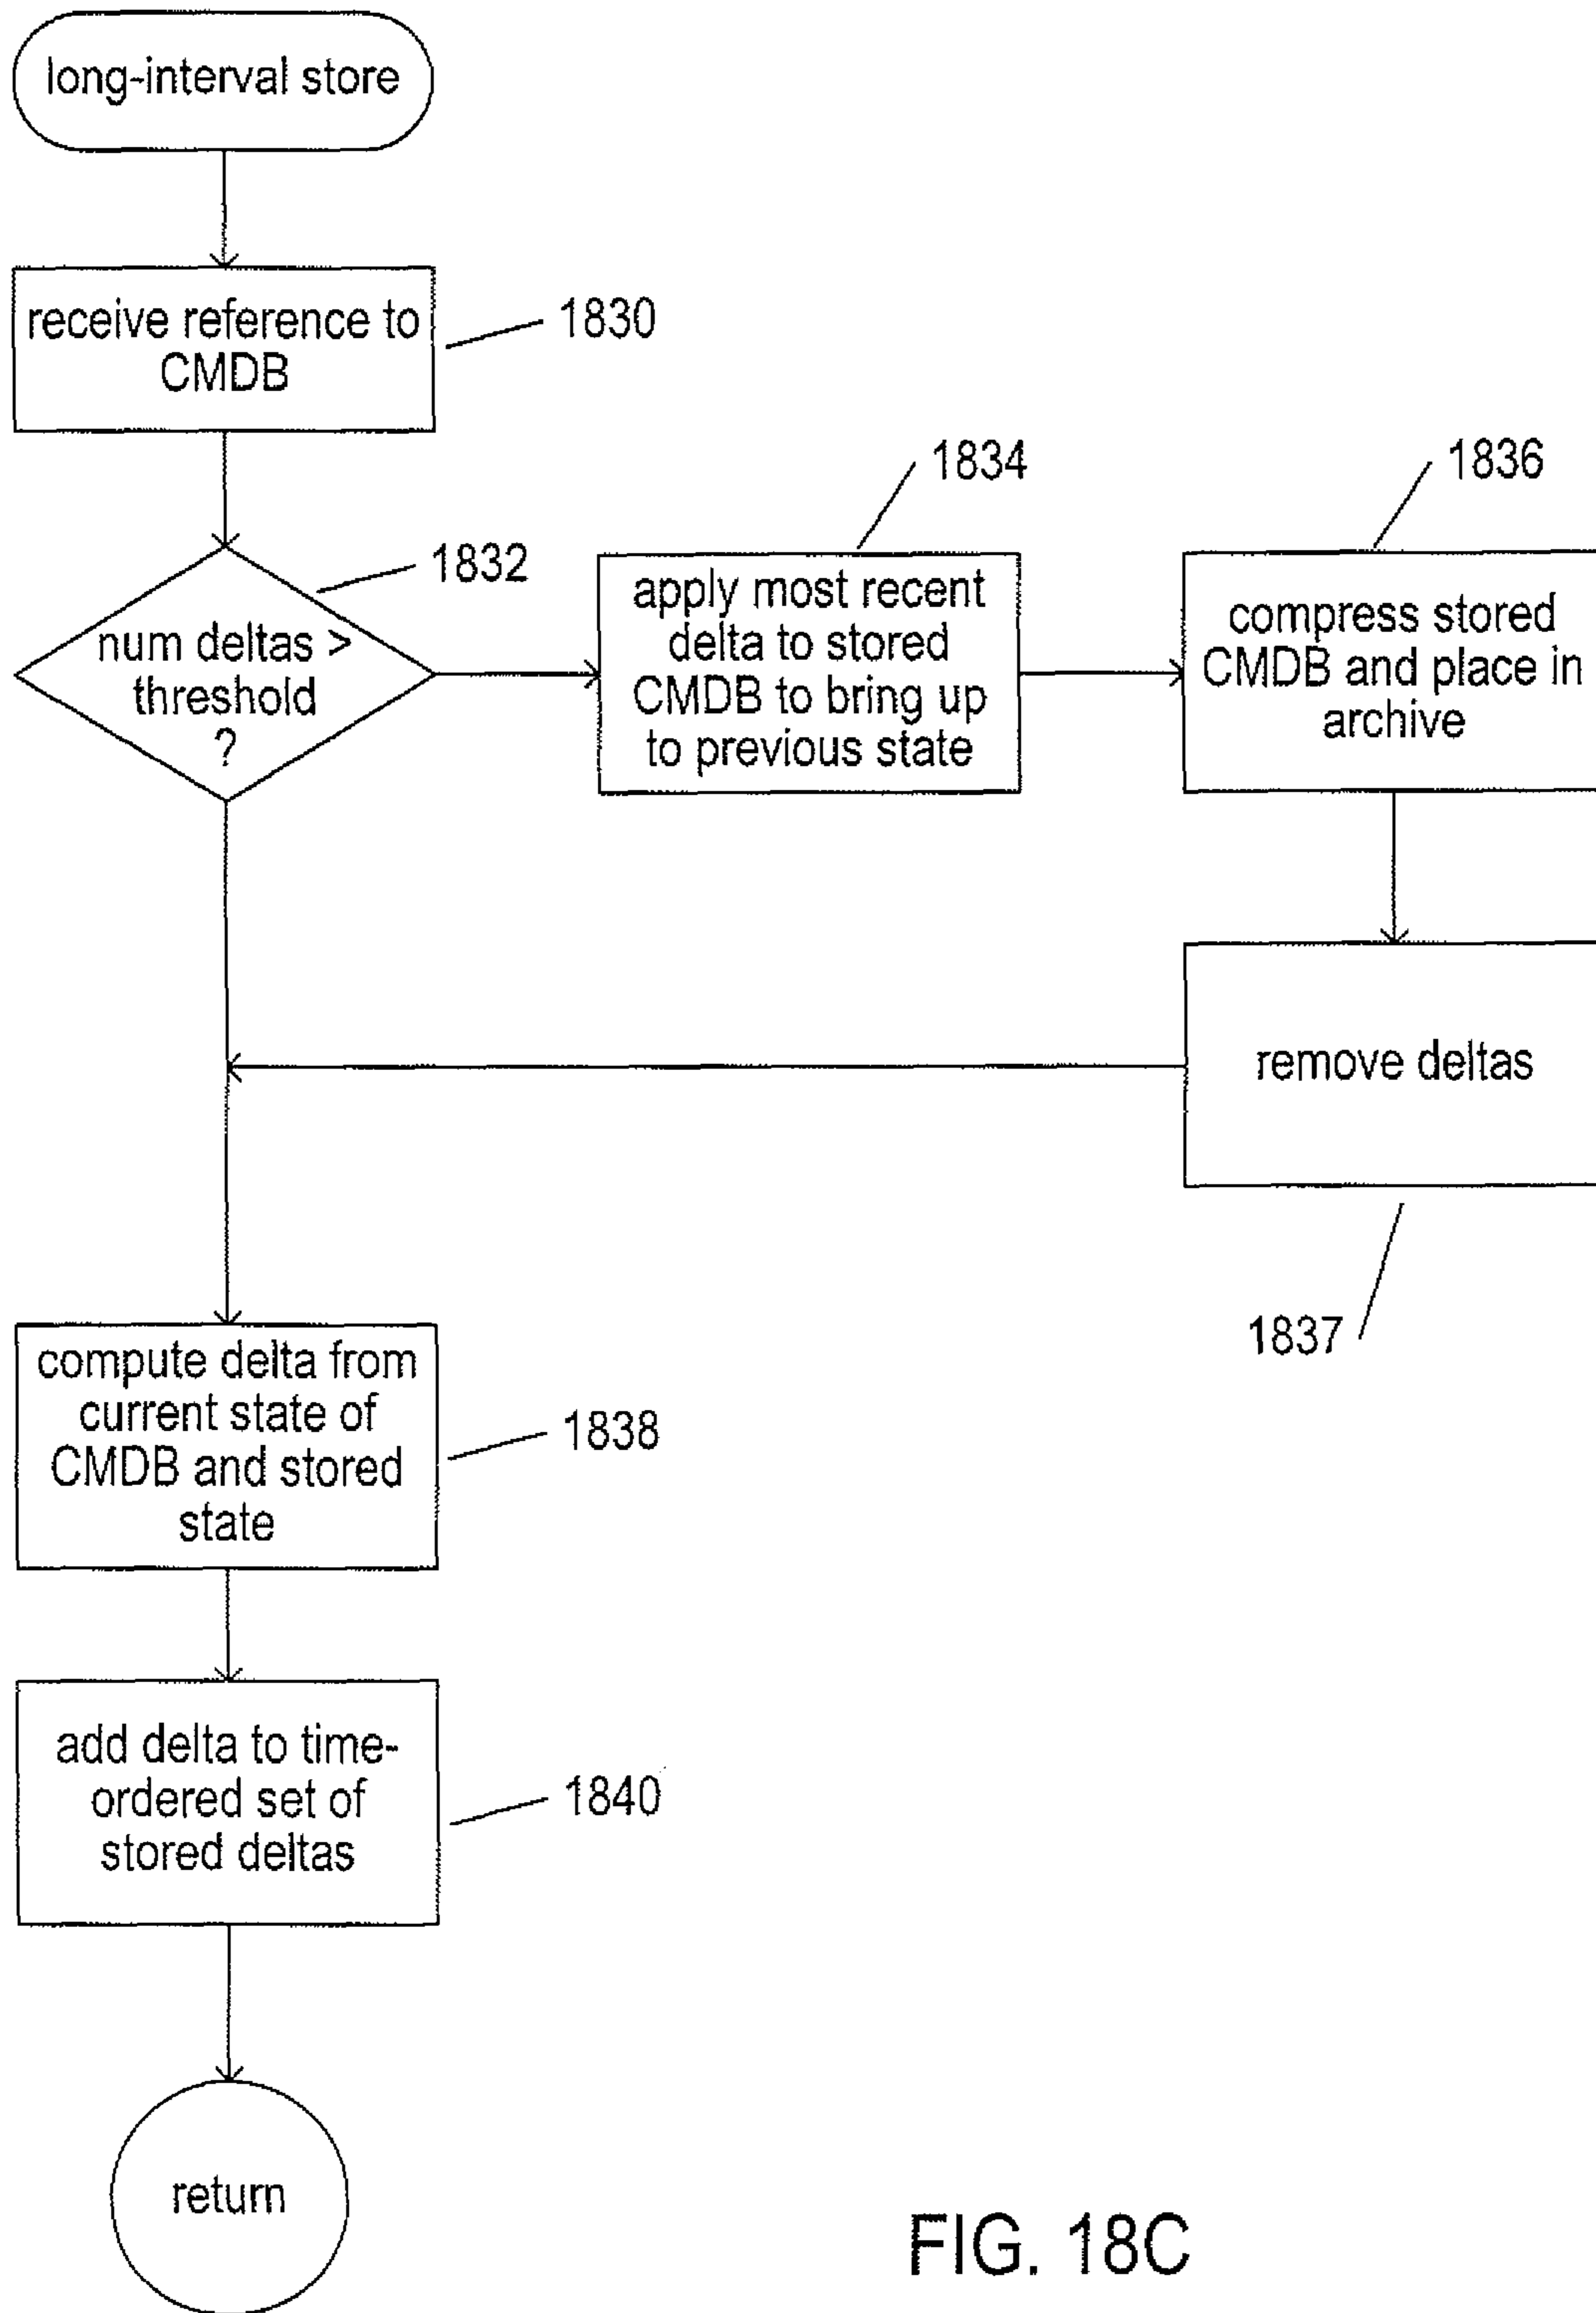 long-interval store
receive reference to
CMDB
1830
1832
num deltas >
threshold
?
1834
apply most recent
delta to stored
CMDB to bring up
to previous state
1836
compress stored
CMDB and place in
archive
remove deltas
1837
compute delta from
current state of
CMDB and stored
state
1838
add delta to time-
ordered set of
stored deltas
1840
return
FIG. 18C